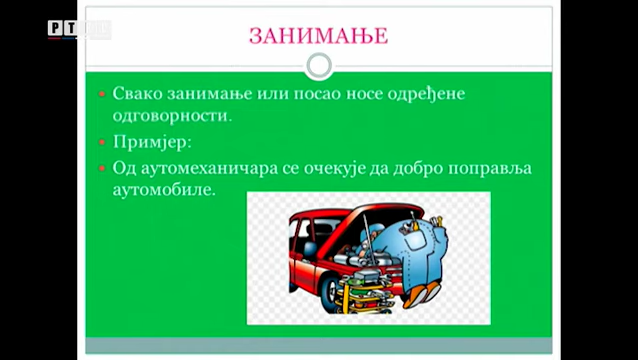 ЗАНИМАЊЕ
Свако занимање или посао носе одређене
одговорности.
Примјер:
Од аутомеханичара се очекује да добро поправља
аутомобиле.